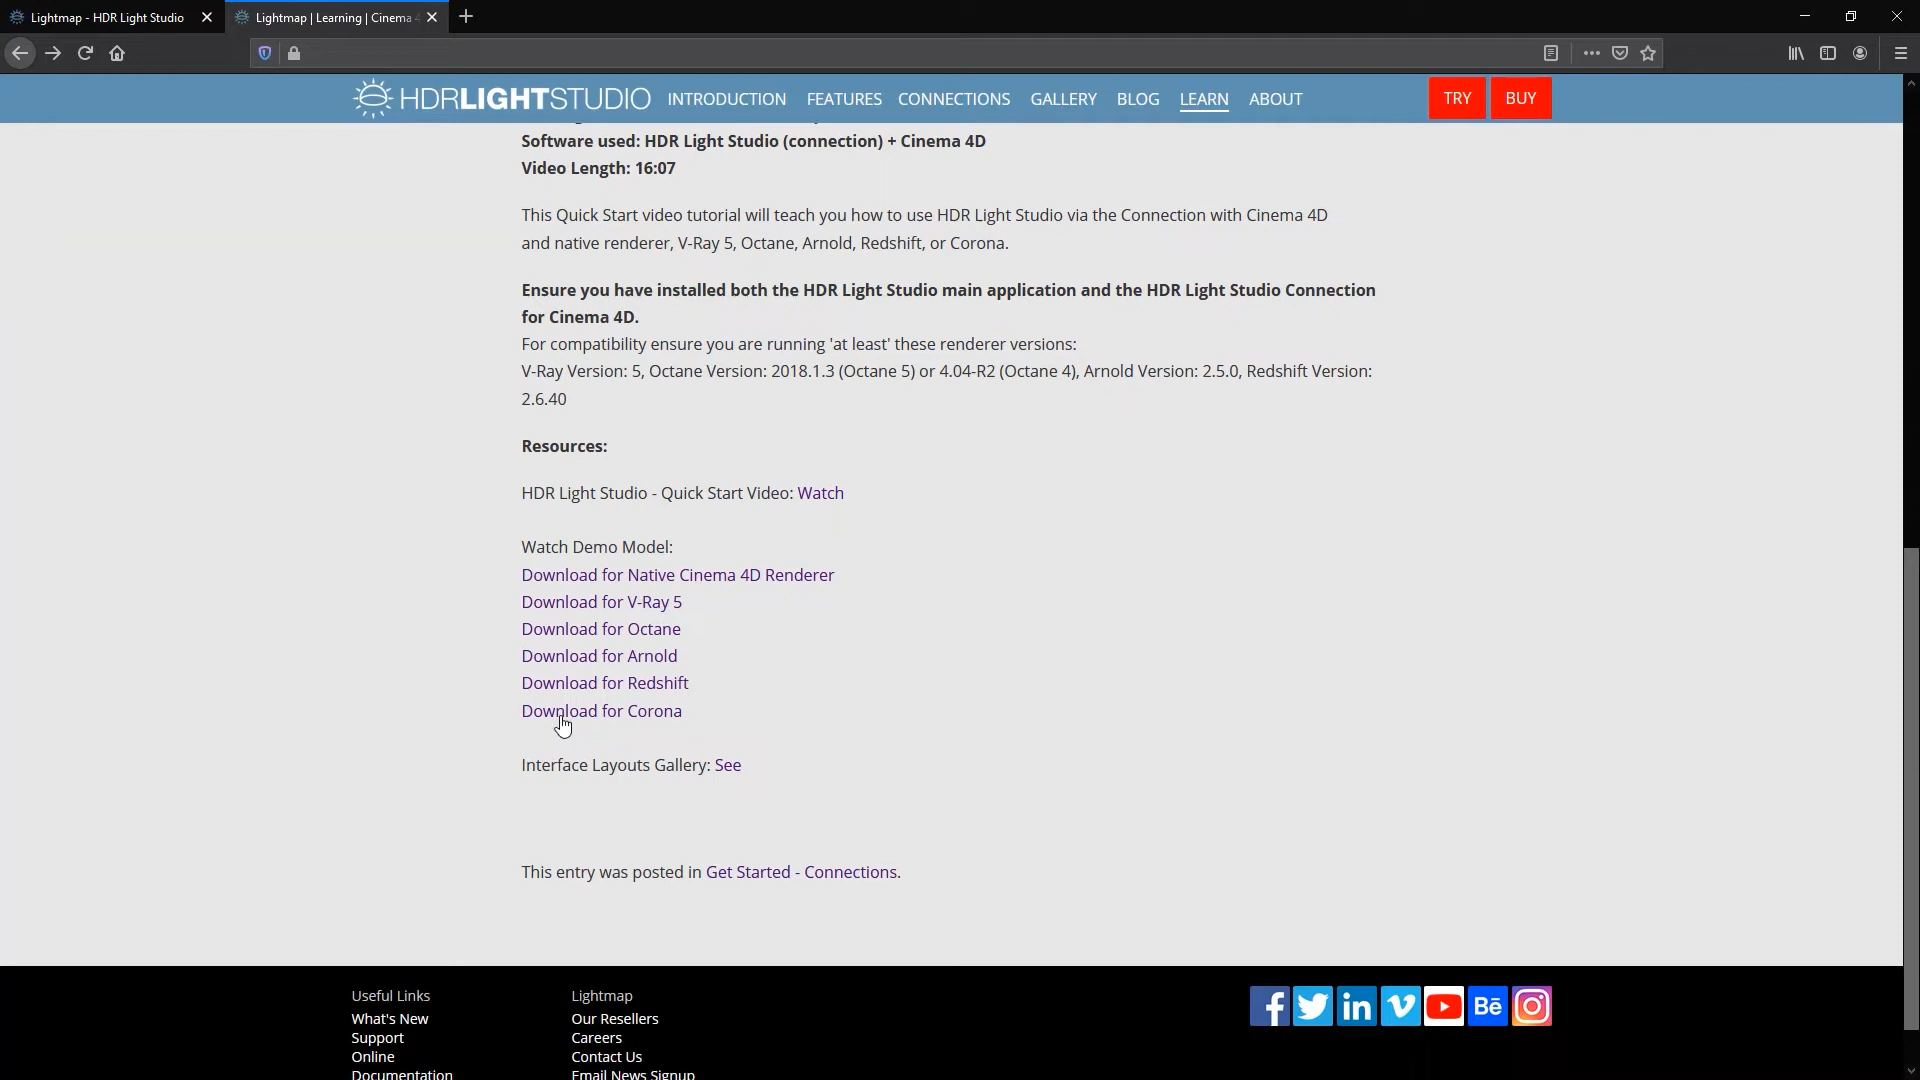 Lightmap - HDR Light Studio
Lightmap | Learning | Cinema 4
HDRLIGHTSTUDIO INTRODUCTION FEATURES CONNECTIONS GALLERY BLOG LEARN ABOUT TRY BUY
Software used: HDR Light Studio (connection) + Cinema 4D
Video Length: 16:07
This Quick Start video tutorial will teach you how to use HDR Light Studio via the Connection with Cinema 4D
and native renderer, V-Ray 5, Octane, Arnold, Redshift, or Corona.
Ensure you have installed both the HDR Light Studio main application and the HDR Light Studio Connection
for Cinema 4D.
For compatibility ensure you are running 'at least' these renderer versions:
V-Ray Version: 5, Octane Version: 2018.1.3 (Octane 5) or 4.04-R2 (Octane 4), Arnold Version: 2.5.0, Redshift Version:
2.6.40
Resources:
HDR Light Studio - Quick Start Video: Watch
Watch Demo Model:
Download for Native Cinema 4D Renderer
Download for V-Ray 5
Download for Octane
Download for Arnold
Download for Redshift
Download for Corona
Interface Layouts Gallery: See
This entry was posted in Get Started - Connections.
Useful Links
What's New
Support
Online
Documentation
Lightmap
Our Resellers
Careers
Contact Us
Email News Signup
Bē